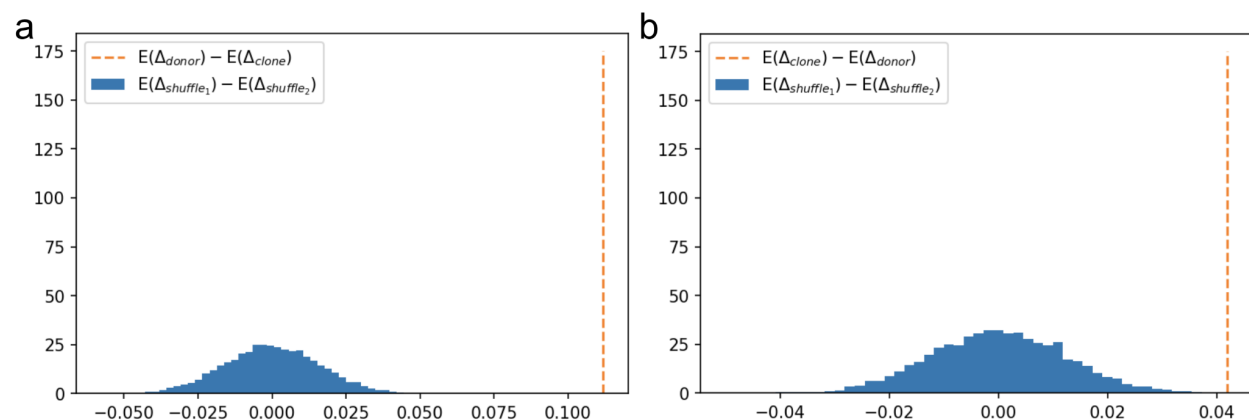 a
175
150
125
100
75
50
25
0
E(Δdonor) − E(Δclone)
E(Δshuffle₁) − E(Δshuffle₂)
−0.050 −0.025 0.000 0.025 0.050 0.075 0.100
b
175
150
125
100
75
50
25
0
E(Δclone) − E(Δdonor)
E(Δshuffle₁) − E(Δshuffle₂)
−0.04 −0.02 0.00 0.02 0.04